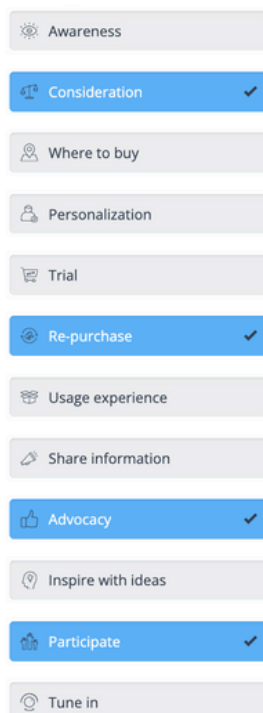 Awareness
Consideration
Where to buy
Personalization
Trial
Re-purchase
Usage experience
Share information
Advocacy
Inspire with ideas
Participate
Tune in